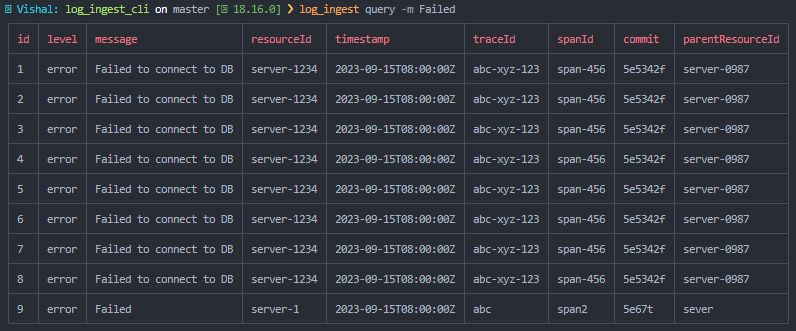 Vishal: log_ingest_cli on master [ 18.16.0] ❯ log_ingest query -m Failed
id level message resourceId timestamp traceId spanId commit parentResourceId
1 error Failed to connect to DB server-1234 2023-09-15T08:00:00Z abc-xyz-123 span-456 5e5342f server-0987
2 error Failed to connect to DB server-1234 2023-09-15T08:00:00Z abc-xyz-123 span-456 5e5342f server-0987
3 error Failed to connect to DB server-1234 2023-09-15T08:00:00Z abc-xyz-123 span-456 5e5342f server-0987
4 error Failed to connect to DB server-1234 2023-09-15T08:00:00Z abc-xyz-123 span-456 5e5342f server-0987
5 error Failed to connect to DB server-1234 2023-09-15T08:00:00Z abc-xyz-123 span-456 5e5342f server-0987
6 error Failed to connect to DB server-1234 2023-09-15T08:00:00Z abc-xyz-123 span-456 5e5342f server-0987
7 error Failed to connect to DB server-1234 2023-09-15T08:00:00Z abc-xyz-123 span-456 5e5342f server-0987
8 error Failed to connect to DB server-1234 2023-09-15T08:00:00Z abc-xyz-123 span-456 5e5342f server-0987
9 error Failed server-1 2023-09-15T08:00:00Z abc span2 5e67t sever